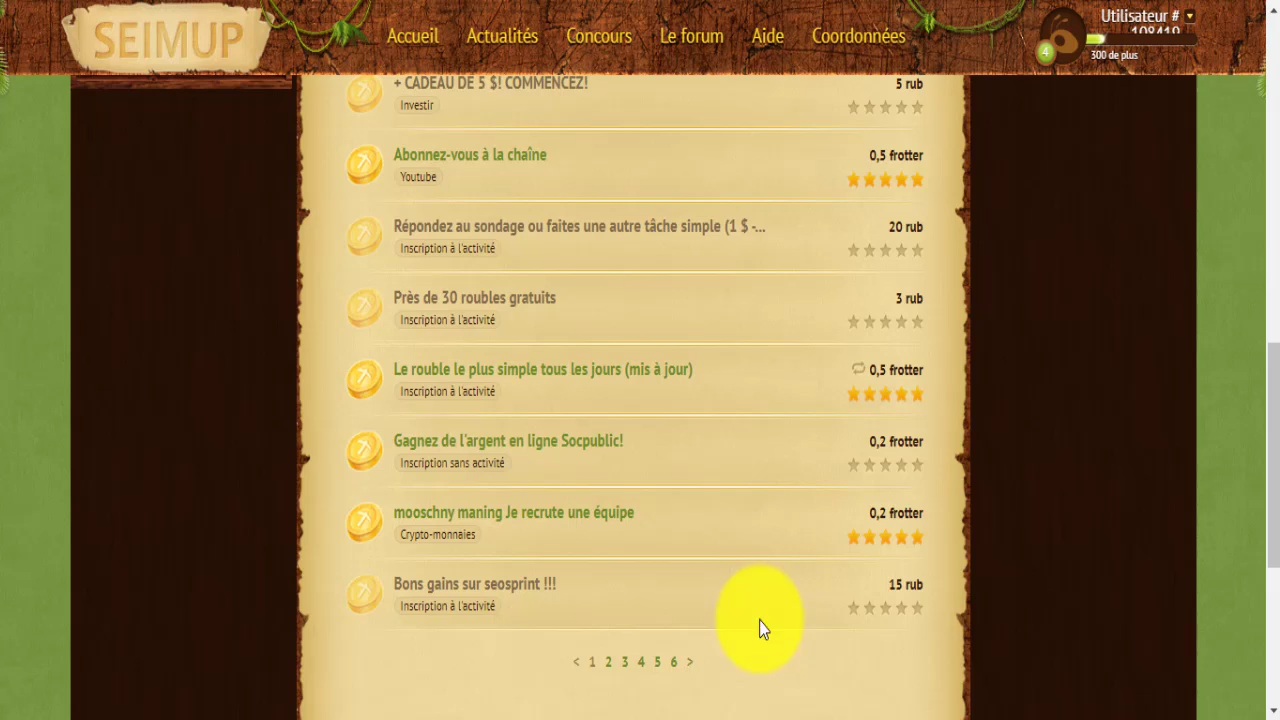 SEIMUP
Accueil Actualités Concours Le forum Aide Coordonnées
Utilisateur #
108419
4
300 de plus
+ CADEAU DE 5 $! COMMENCEZ! 5 rub
Investir
Abonnez-vous à la chaîne 0,5 frotter
Youtube
Répondez au sondage ou faites une autre tâche simple (1 $ -... 20 rub
Inscription à l'activité
Près de 30 roubles gratuits 3 rub
Inscription à l'activité
Le rouble le plus simple tous les jours (mis à jour) 0,5 frotter
Inscription à l'activité
Gagnez de l'argent en ligne Socpublic! 0,2 frotter
Inscription sans activité
mooschny maning Je recrute une équipe 0,2 frotter
Crypto-monnaies
Bons gains sur seosprint !!! 15 rub
Inscription à l'activité
< 1 2 3 4 5 6 >